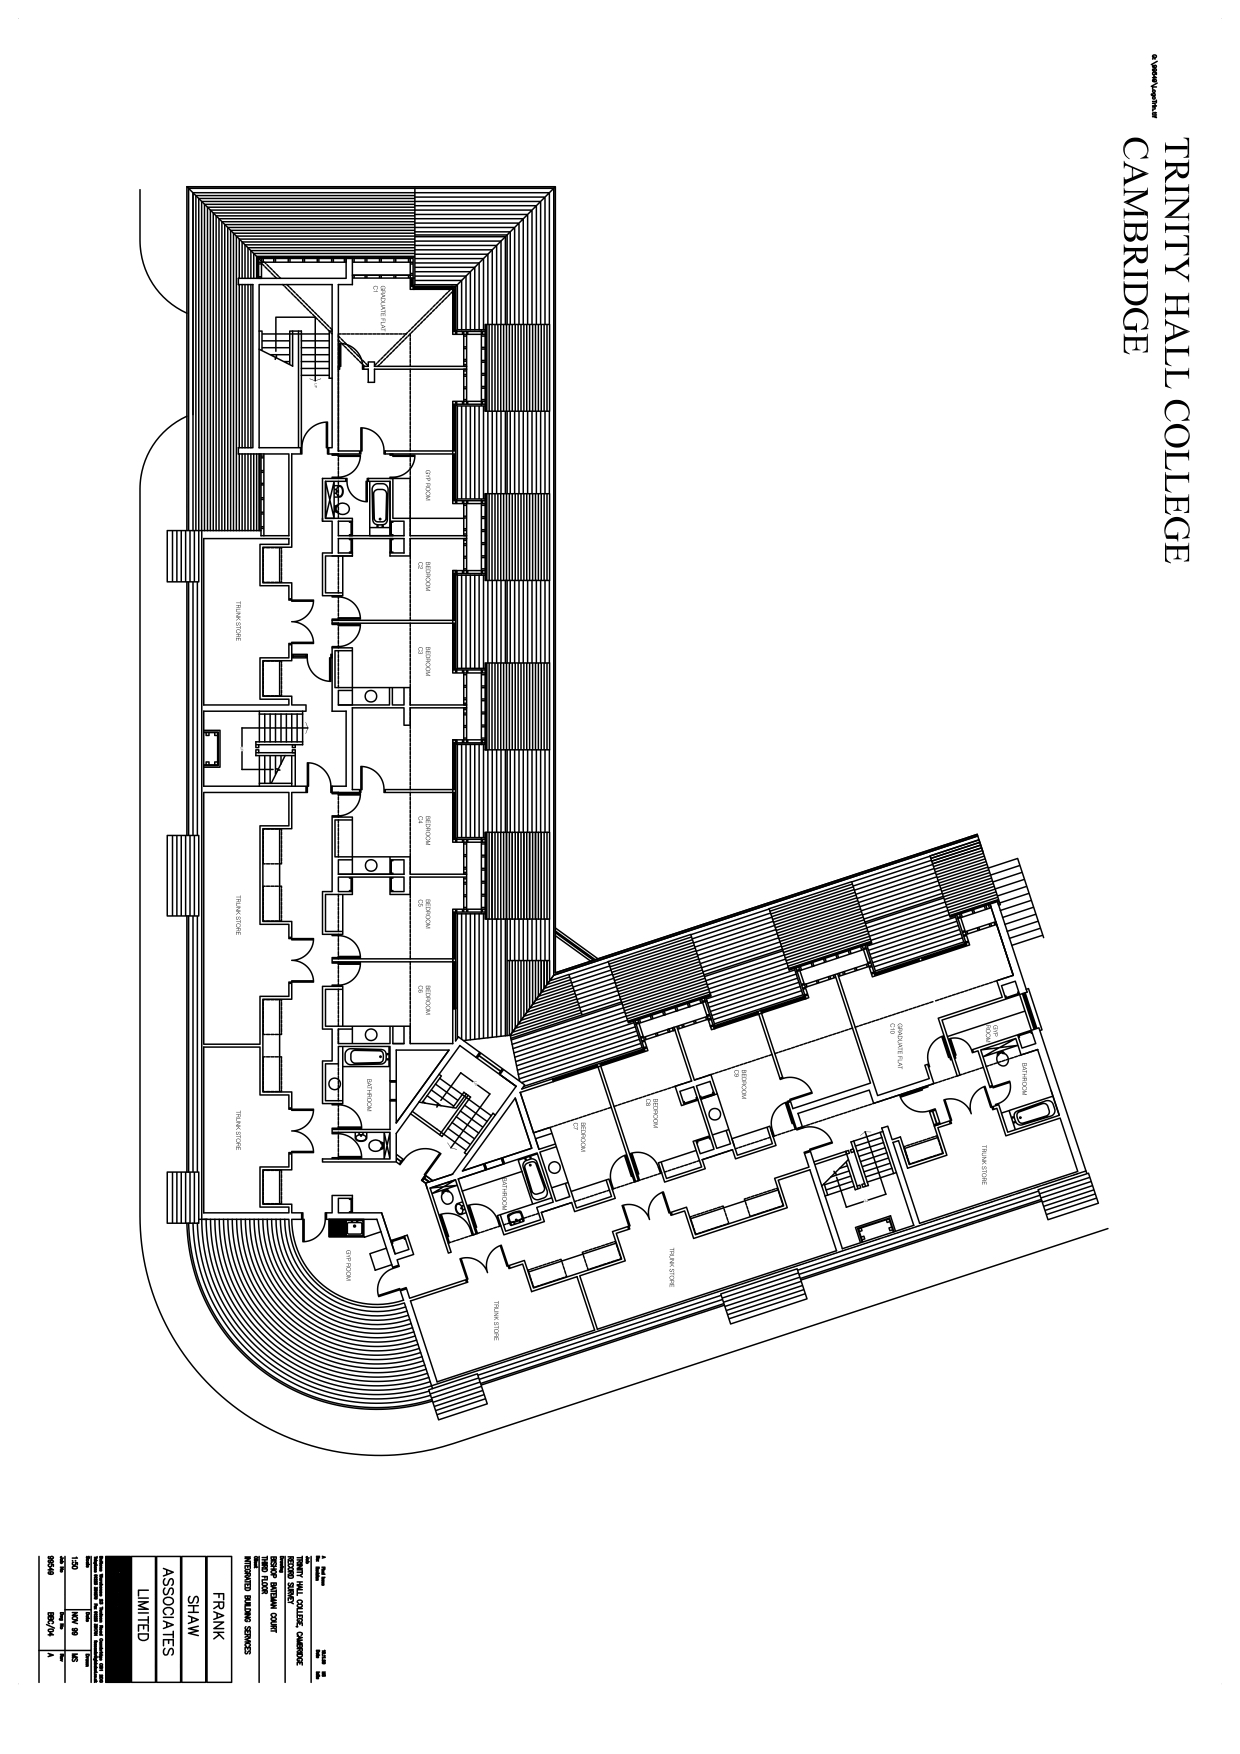 TRINITY HALL COLLEGE
CAMBRIDGE
GRADUATE FLAT
C1
GYP ROOM
BEDROOM
C2
TRUNK STORE
BEDROOM
C3
BEDROOM
C4
BEDROOM
C5
TRUNK STORE
BEDROOM
C6
BATHROOM
TRUNK STORE
GYP ROOM
BATHROOM
BEDROOM
C7
BEDROOM
C8
BEDROOM
C9
GRADUATE FLAT
C10
GYP
ROOM
BATHROOM
TRUNK STORE
TRUNK STORE
TRUNK STORE
TRINITY HALL COLLEGE, CAMBRIDGE
RECORD SURVEY
BISHOP BATEMAN COURT
THIRD FLOOR
INTEGRATED BUILDING SERVICES
FRANK
SHAW
ASSOCIATES
LIMITED
1:50
NOV 99
MS
99549
BBC/04
A